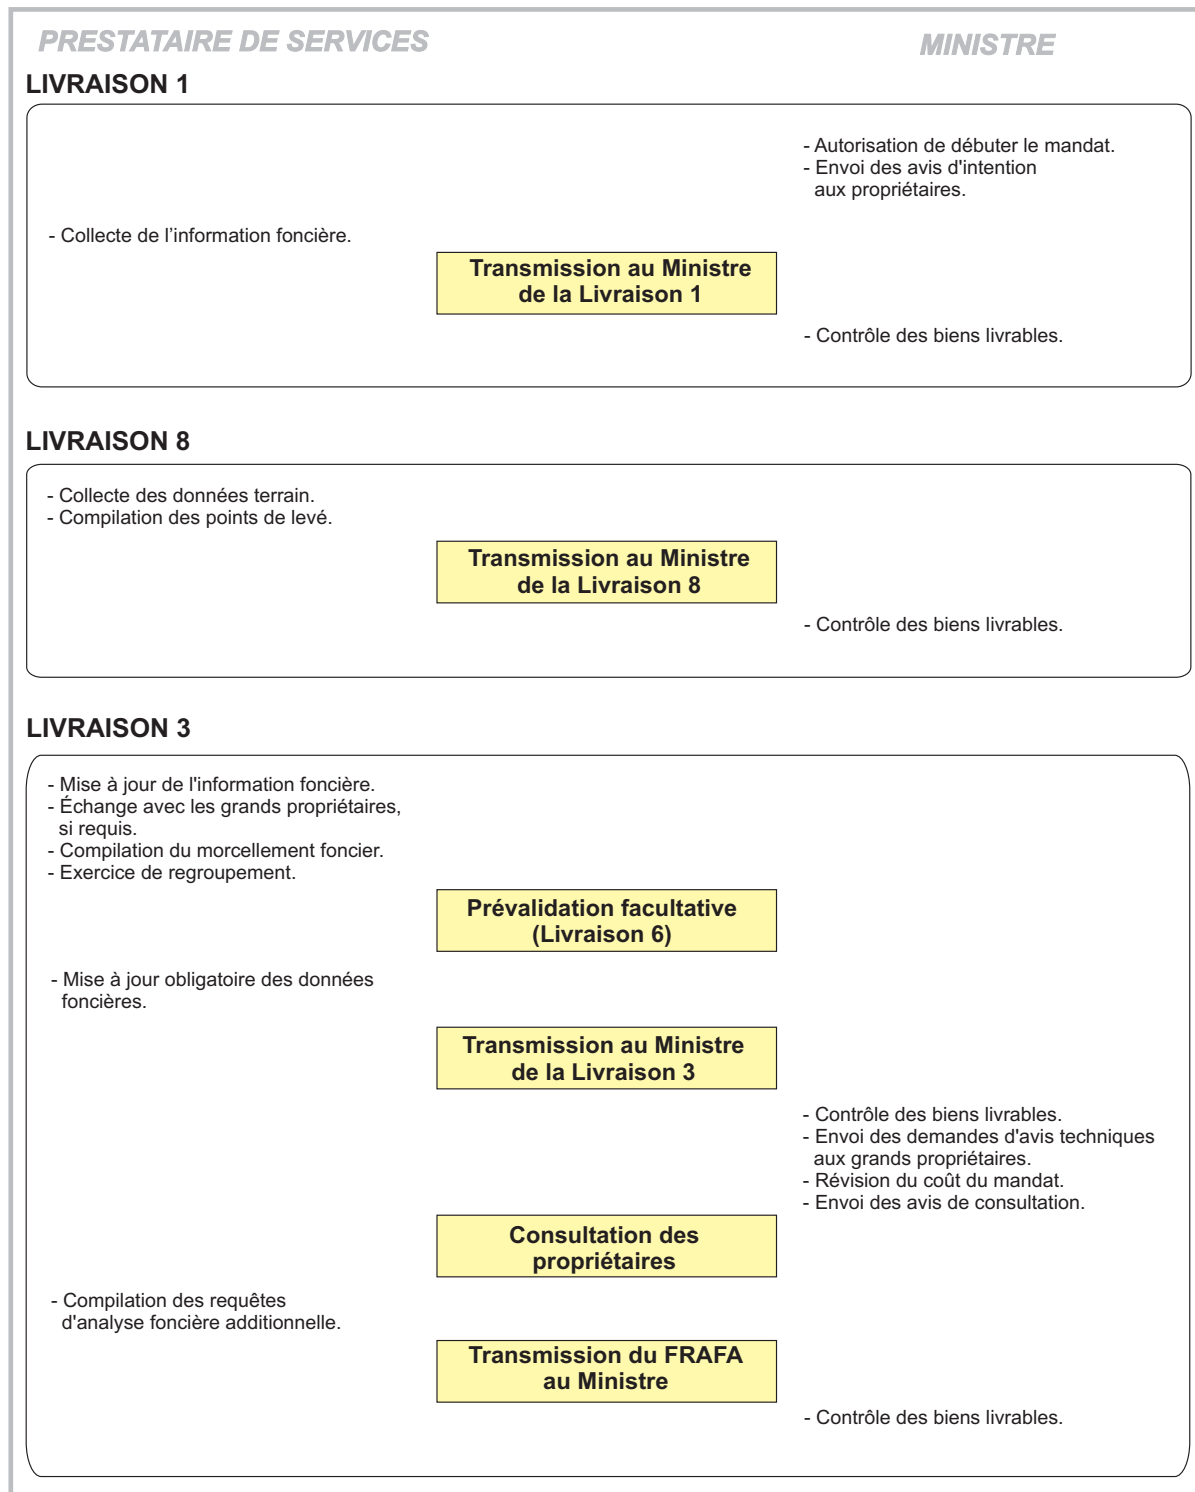 PRESTATAIRE DE SERVICES
MINISTRE
LIVRAISON 1
- Autorisation de débuter le mandat.
- Envoi des avis d'intention
aux propriétaires.
- Collecte de l’information foncière.
Transmission au Ministre
de la Livraison 1
- Contrôle des biens livrables.
LIVRAISON 8
- Collecte des données terrain.
- Compilation des points de levé.
Transmission au Ministre
de la Livraison 8
- Contrôle des biens livrables.
LIVRAISON 3
- Mise à jour de l'information foncière.
- Échange avec les grands propriétaires,
si requis.
- Compilation du morcellement foncier.
- Exercice de regroupement.
Prévalidation facultative
(Livraison 6)
- Mise à jour obligatoire des données
foncières.
Transmission au Ministre
de la Livraison 3
- Contrôle des biens livrables.
- Envoi des demandes d'avis techniques
aux grands propriétaires.
- Révision du coût du mandat.
- Envoi des avis de consultation.
Consultation des
propriétaires
- Compilation des requêtes
d'analyse foncière additionnelle.
Transmission du FRAFA
au Ministre
- Contrôle des biens livrables.